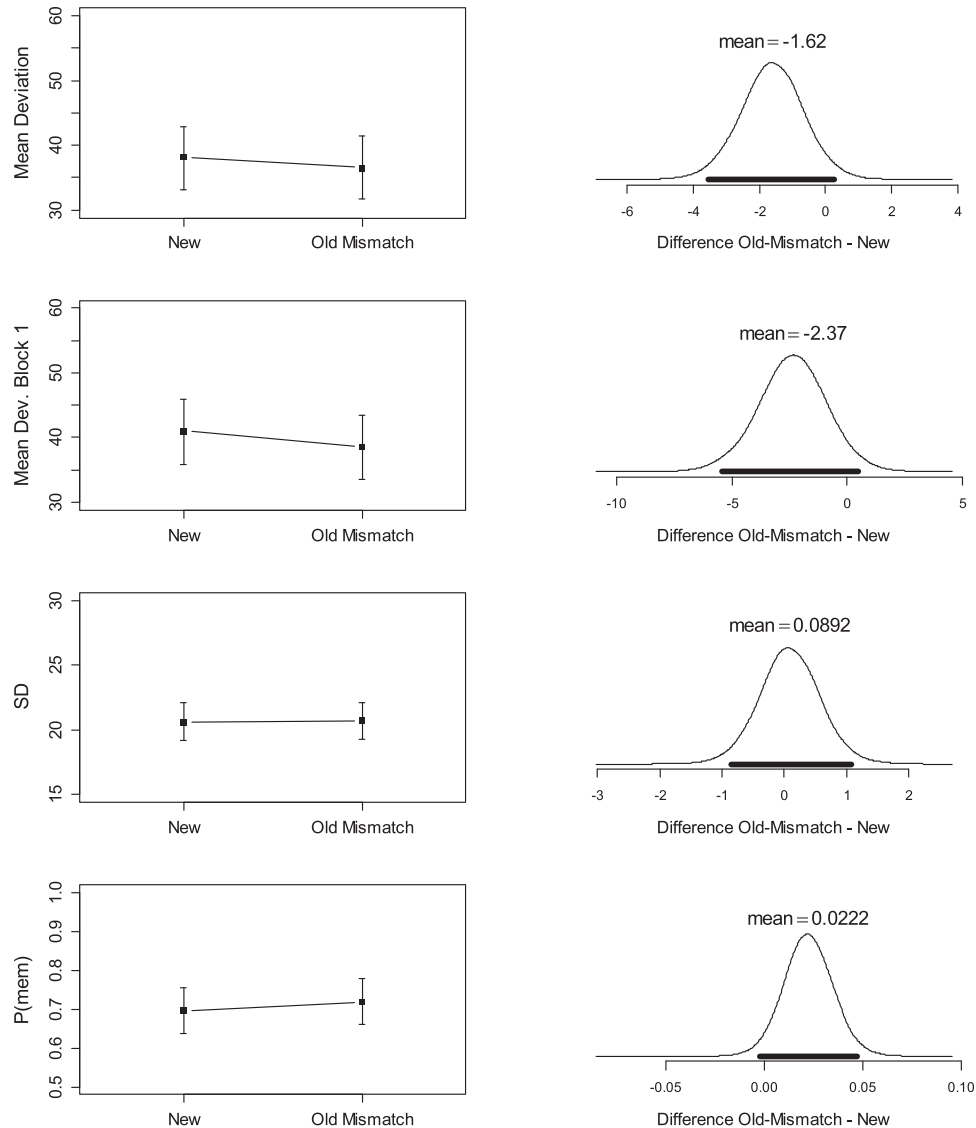 Mean Deviation
60
50
40
30
New Old Mismatch
mean = -1.62
-6 -4 -2 0 2 4
Difference Old-Mismatch - New
Mean Dev. Block 1
60
50
40
30
New Old Mismatch
mean = -2.37
-10 -5 0 5
Difference Old-Mismatch - New
SD
30
25
20
15
New Old Mismatch
mean = 0.0892
-3 -2 -1 0 1 2
Difference Old-Mismatch - New
P(mem)
1.0
0.9
0.8
0.7
0.6
0.5
New Old Mismatch
mean = 0.0222
-0.05 0.00 0.05 0.10
Difference Old-Mismatch - New